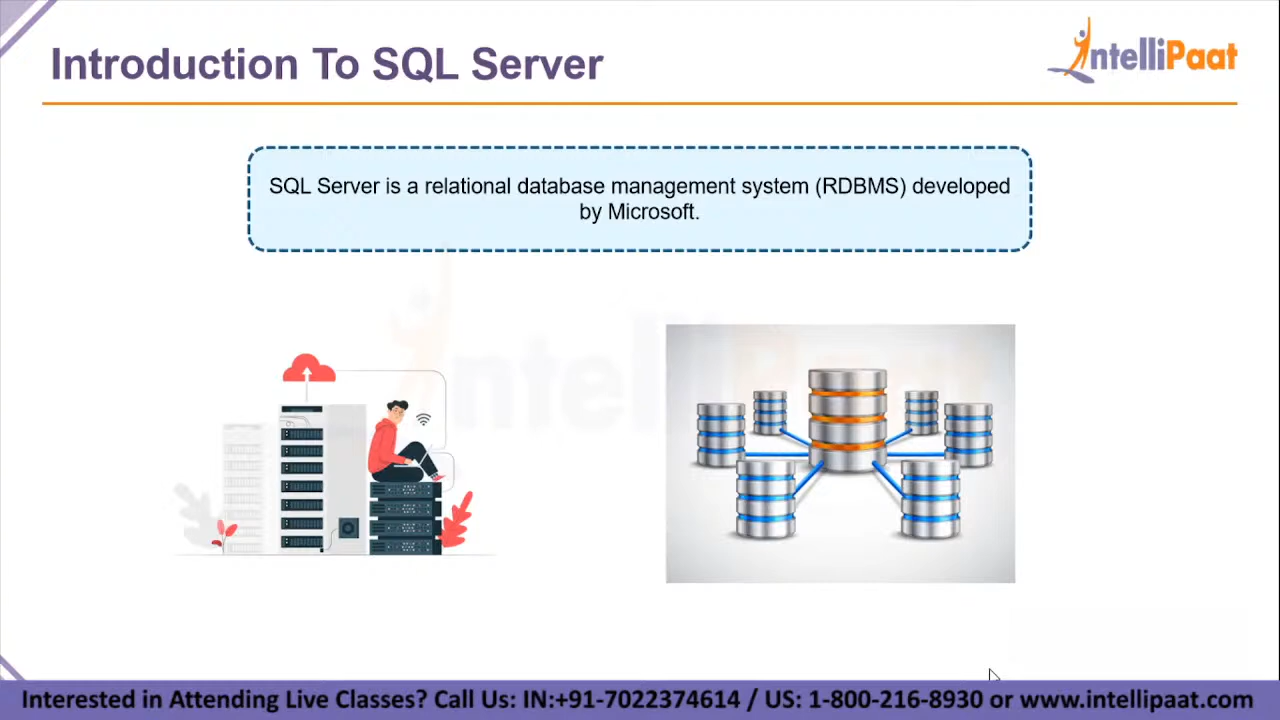 Introduction To SQL Server
IntelliPaat
SQL Server is a relational database management system (RDBMS) developed
by Microsoft.
IntelliPaat
Interested in Attending Live Classes? Call Us: IN:+91-7022374614 / US: 1-800-216-8930 or www.intellipaat.com